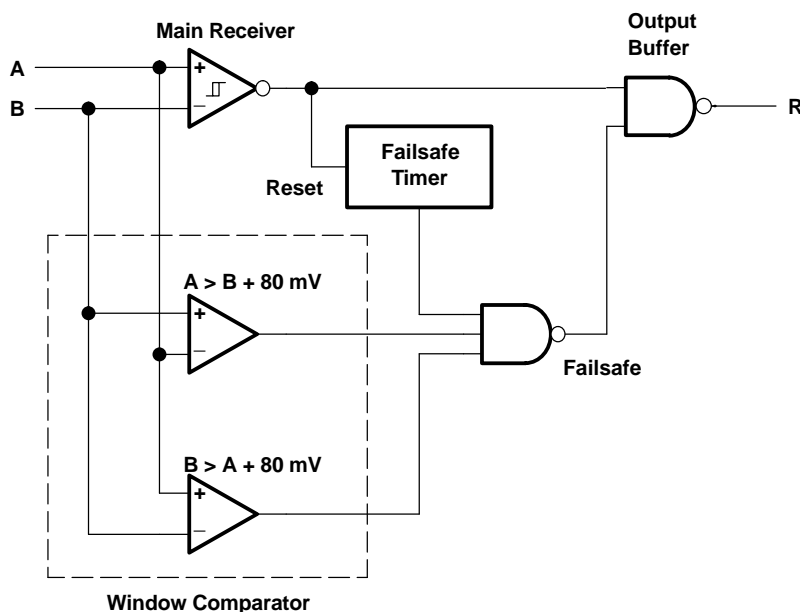 Output
Buffer
Main Receiver
A
+
B
_
R
Failsafe
Timer
Reset
A > B + 80 mV
+
_
Failsafe
B > A + 80 mV
+
_
Window Comparator